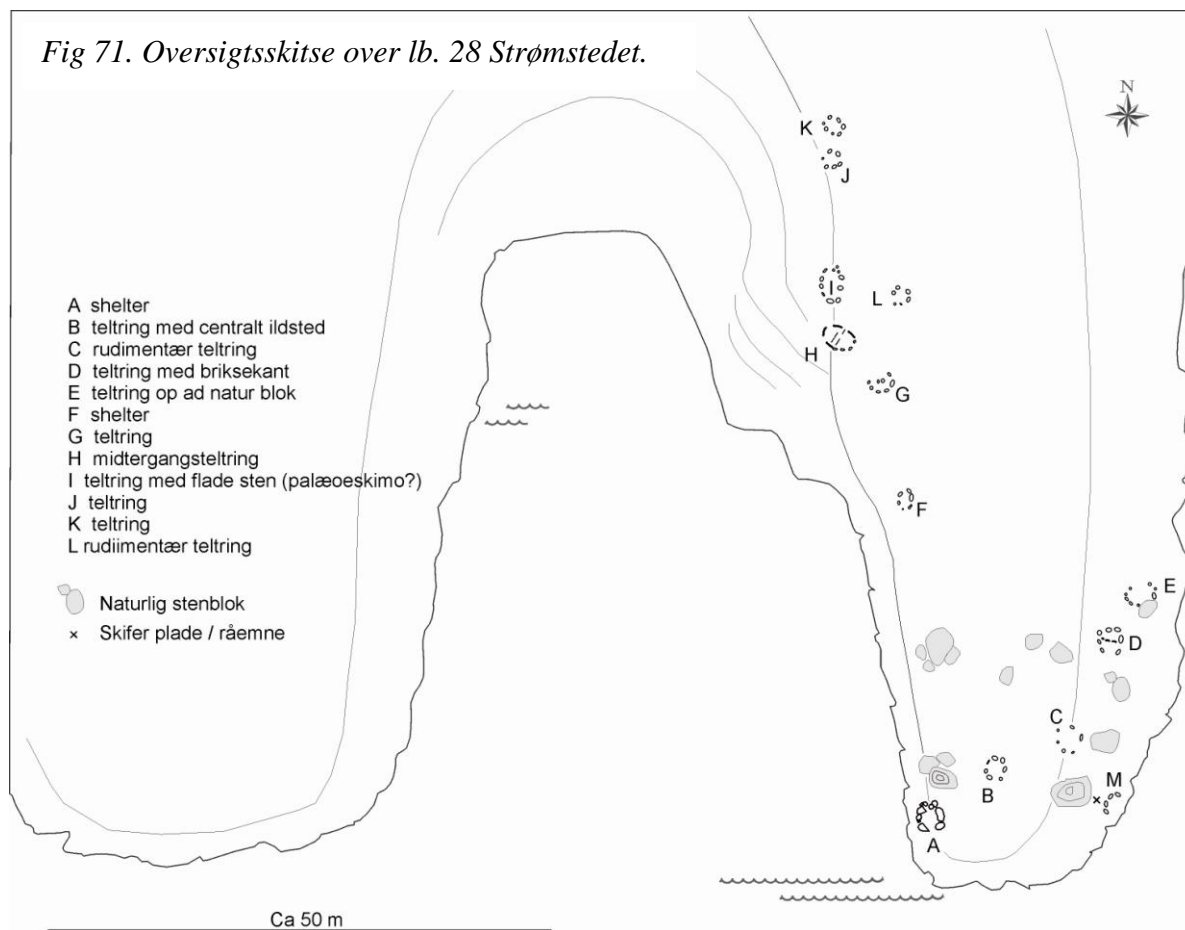 Fig 71. Oversigtsskitse over lb. 28 Strømstedet.
N
K
J
I
L
H
G
F
E
D
C
B
M
A
A shelter
B teltring med centralt ildsted
C rudimentær teltring
D teltring med briksekant
E teltring op ad natur blok
F shelter
G teltring
H midtergangsteltring
I teltring med flade sten (palæoeskimo?)
J teltring
K teltring
L rudiimentær teltring
Naturlig stenblok
× Skifer plade / råemne
Ca 50 m